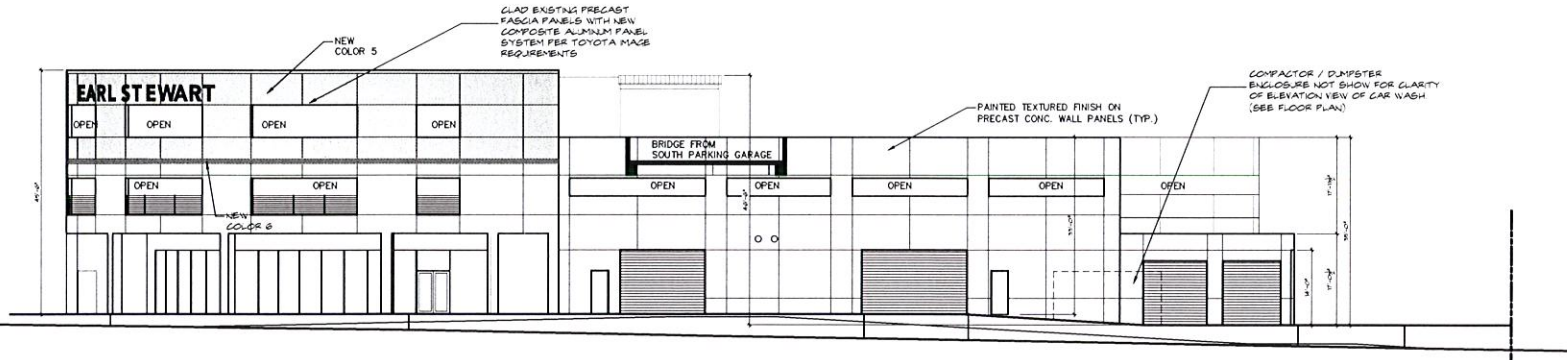 CLAD EXISTING PRECAST
FASCIA PANELS WITH NEW
COMPOSITE ALUMINUM PANEL
SYSTEM PER TOYOTA IMAGE
REQUIREMENTS
NEW
COLOR 5
COMPACTOR / DUMPSTER
ENCLOSURE NOT SHOW FOR CLARITY
OF ELEVATION VIEW OF CAR WASH
(SEE FLOOR PLAN)
EARL STEWART
PAINTED TEXTURED FINISH ON
PRECAST CONC. WALL PANELS (TYP.)
OPEN
OPEN
OPEN
OPEN
BRIDGE FROM
SOUTH PARKING GARAGE
OPEN
OPEN
OPEN
OPEN
OPEN
OPEN
OPEN
NEW
COLOR 6
45'-0"